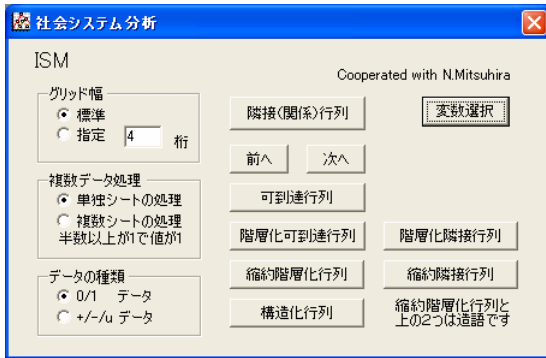 社会システム分析
ISM
Cooperated with N.Mitsuhira
グリッド幅
標準
指定 4 桁
複数データ処理
単独シートの処理
複数シートの処理
半数以上が1で値が1
データの種類
0/1 データ
+/-/u データ
隣接(関係)行列
変数選択
前へ 次へ
可到達行列
階層化可到達行列
階層化隣接行列
縮約階層化行列
縮約隣接行列
構造化行列
縮約階層化行列と
上の2つは造語です